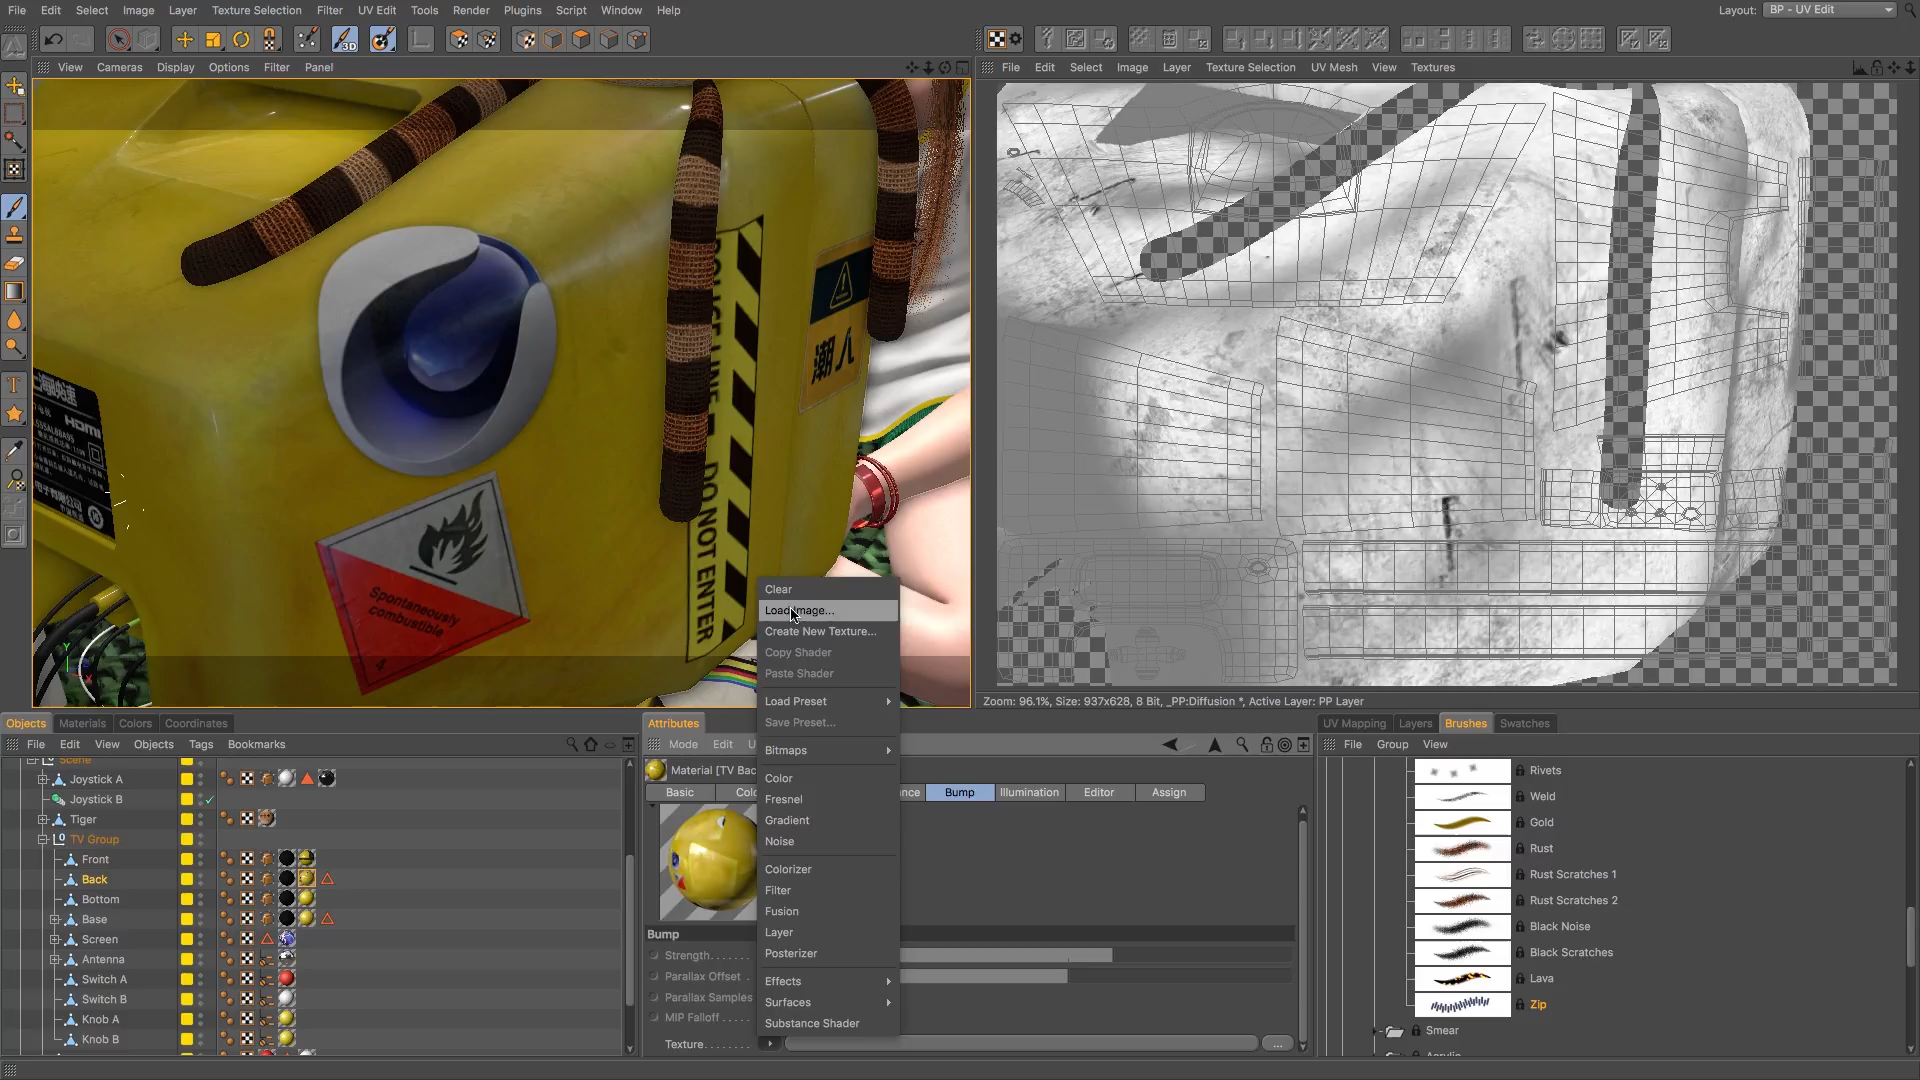 File Edit Select Image Layer Texture Selection Filter UV Edit Tools Render Plugins Script Window Help
Layout: BP - UV Edit
3D
View Cameras Display Options Filter Panel
File Edit Select Image Layer Texture Selection UV Mesh View Textures
HDMI
DO NOT ENTER
潮人
Spontaneously
combustible
4
Y
X
Clear
Load Image...
Create New Texture...
Copy Shader
Paste Shader
Load Preset
Save Preset...
Bitmaps
Color
Fresnel
Gradient
Noise
Colorizer
Filter
Fusion
Layer
Posterizer
Effects
Surfaces
Substance Shader
Zoom: 96.1%, Size: 937x628, 8 Bit, _PP:Diffusion *, Active Layer: PP Layer
Objects Materials Colors Coordinates
File Edit View Objects Tags Bookmarks
Scene
Joystick A
Joystick B
Tiger
TV Group
Front
Back
Bottom
Base
Screen
Antenna
Switch A
Switch B
Knob A
Knob B
Attributes
Mode Edit U
Material [TV Bac
Basic Colo nce Bump Illumination Editor Assign
Bump
Strength
Parallax Offset
Parallax Samples
MIP Falloff
Texture
...
UV Mapping Layers Brushes Swatches
File Group View
Rivets
Weld
Gold
Rust
Rust Scratches 1
Rust Scratches 2
Black Noise
Black Scratches
Lava
Zip
Smear